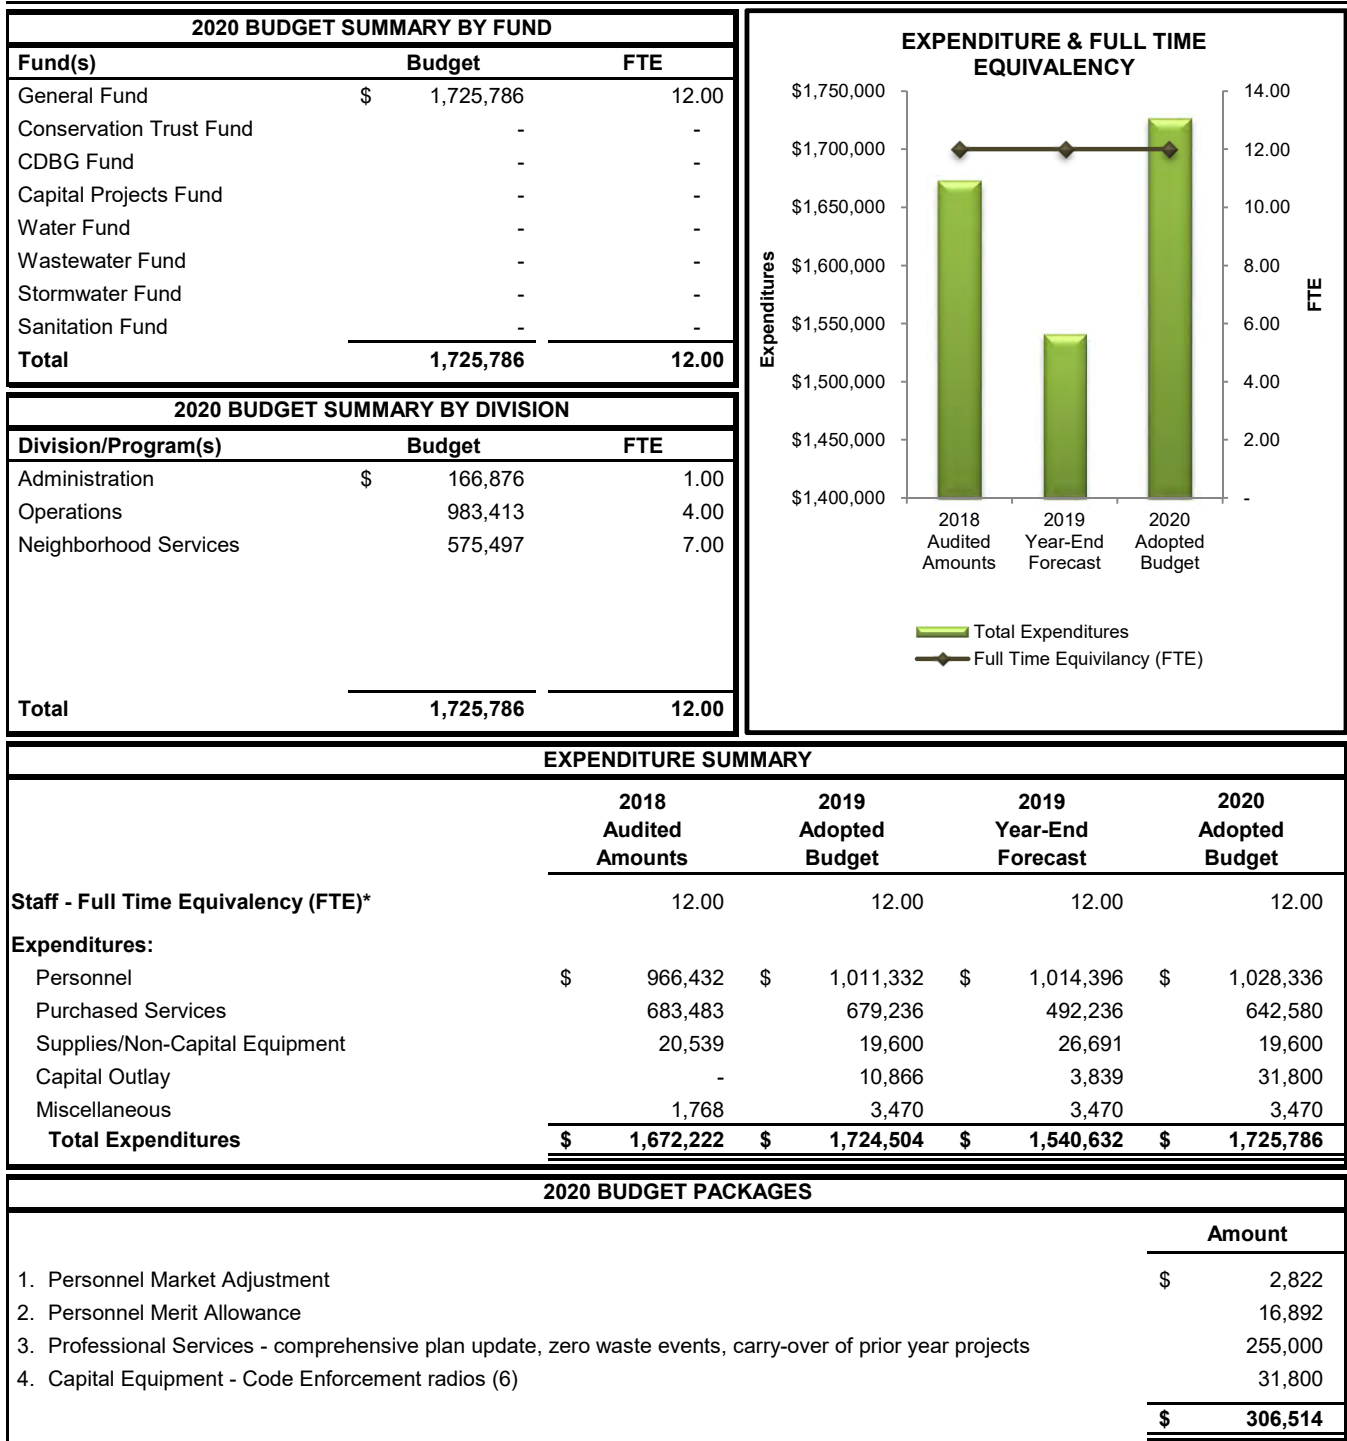 2020 BUDGET SUMMARY BY FUND
Fund(s) Budget FTE
General Fund $ 1,725,786 12.00
Conservation Trust Fund - -
CDBG Fund - -
Capital Projects Fund - -
Water Fund - -
Wastewater Fund - -
Stormwater Fund - -
Sanitation Fund - -
Total 1,725,786 12.00
2020 BUDGET SUMMARY BY DIVISION
Division/Program(s) Budget FTE
Administration $ 166,876 1.00
Operations 983,413 4.00
Neighborhood Services 575,497 7.00
Total 1,725,786 12.00
EXPENDITURE & FULL TIME
EQUIVALENCY
$1,750,000 14.00
$1,700,000 12.00
$1,650,000 10.00
$1,600,000 8.00
$1,550,000 6.00
$1,500,000 4.00
$1,450,000 2.00
$1,400,000 -
Expenditures
FTE
2018 2019 2020
Audited Year-End Adopted
Amounts Forecast Budget
Total Expenditures
Full Time Equivilancy (FTE)
EXPENDITURE SUMMARY
2018 2019 2019 2020
Audited Adopted Year-End Adopted
Amounts Budget Forecast Budget
Staff - Full Time Equivalency (FTE)* 12.00 12.00 12.00 12.00
Expenditures:
Personnel $ 966,432 $ 1,011,332 $ 1,014,396 $ 1,028,336
Purchased Services 683,483 679,236 492,236 642,580
Supplies/Non-Capital Equipment 20,539 19,600 26,691 19,600
Capital Outlay - 10,866 3,839 31,800
Miscellaneous 1,768 3,470 3,470 3,470
Total Expenditures $ 1,672,222 $ 1,724,504 $ 1,540,632 $ 1,725,786
2020 BUDGET PACKAGES
Amount
1. Personnel Market Adjustment $ 2,822
2. Personnel Merit Allowance 16,892
3. Professional Services - comprehensive plan update, zero waste events, carry-over of prior year projects 255,000
4. Capital Equipment - Code Enforcement radios (6) 31,800
$ 306,514